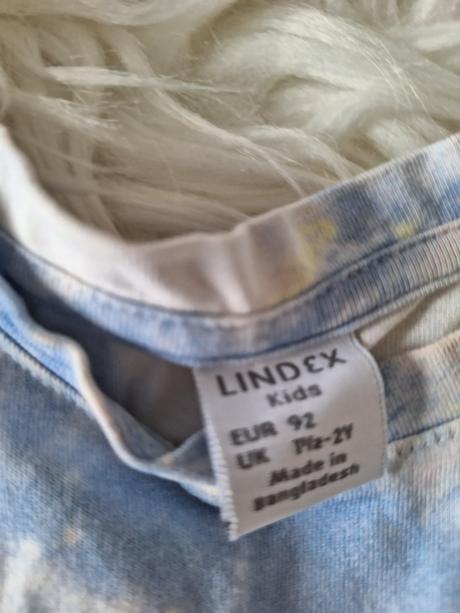 LINDEX
Kids
EUR 92
UK 1½-2Y
Made in
Bangladesh